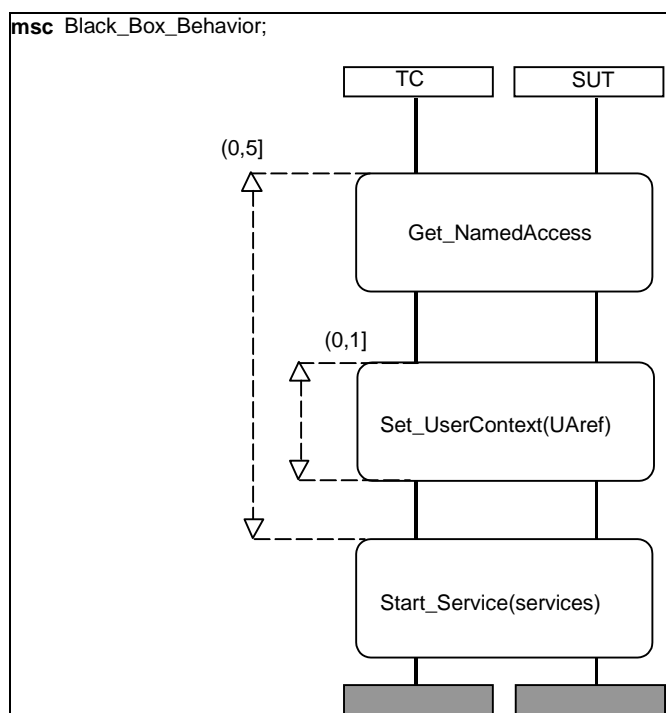 msc Black_Box_Behavior;
TC SUT
(0,5]
Get_NamedAccess
(0,1]
Set_UserContext(UAref)
Start_Service(services)